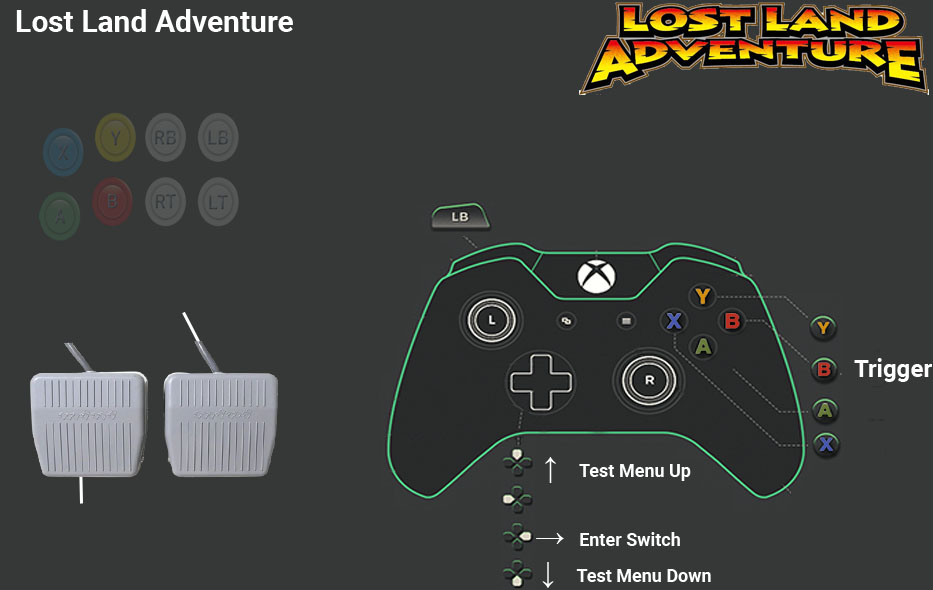 Lost Land Adventure
LOST LAND
ADVENTURE
X Y RB LB
A B RT LT
LB
L
Y
X B
A
R
Y
B Trigger
A
X
Test Menu Up
Enter Switch
Test Menu Down